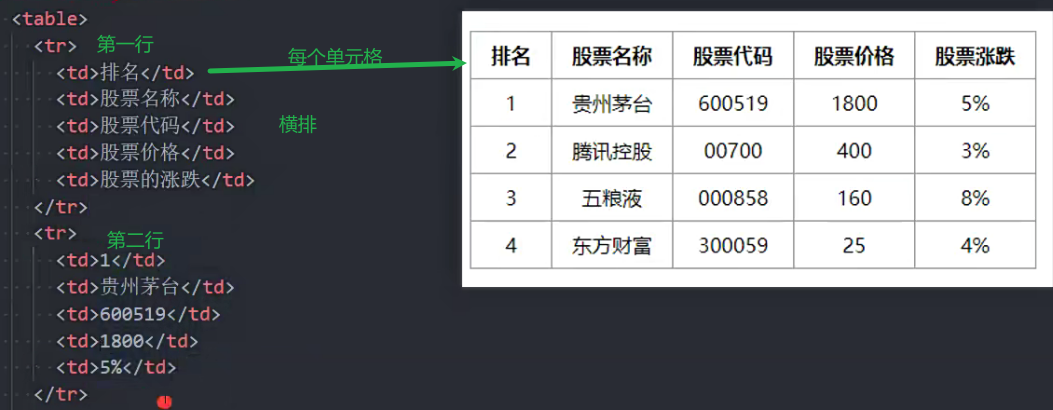 <table>
<tr> 第一行
<td>排名</td> 每个单元格
<td>股票名称</td>
<td>股票代码</td> 横排
<td>股票价格</td>
<td>股票的涨跌</td>
</tr>
<tr>
第二行
<td>1</td>
<td>贵州茅台</td>
<td>600519</td>
<td>1800</td>
<td>5%</td>
</tr>
排名 股票名称 股票代码 股票价格 股票涨跌
1 贵州茅台 600519 1800 5%
2 腾讯控股 00700 400 3%
3 五粮液 000858 160 8%
4 东方财富 300059 25 4%